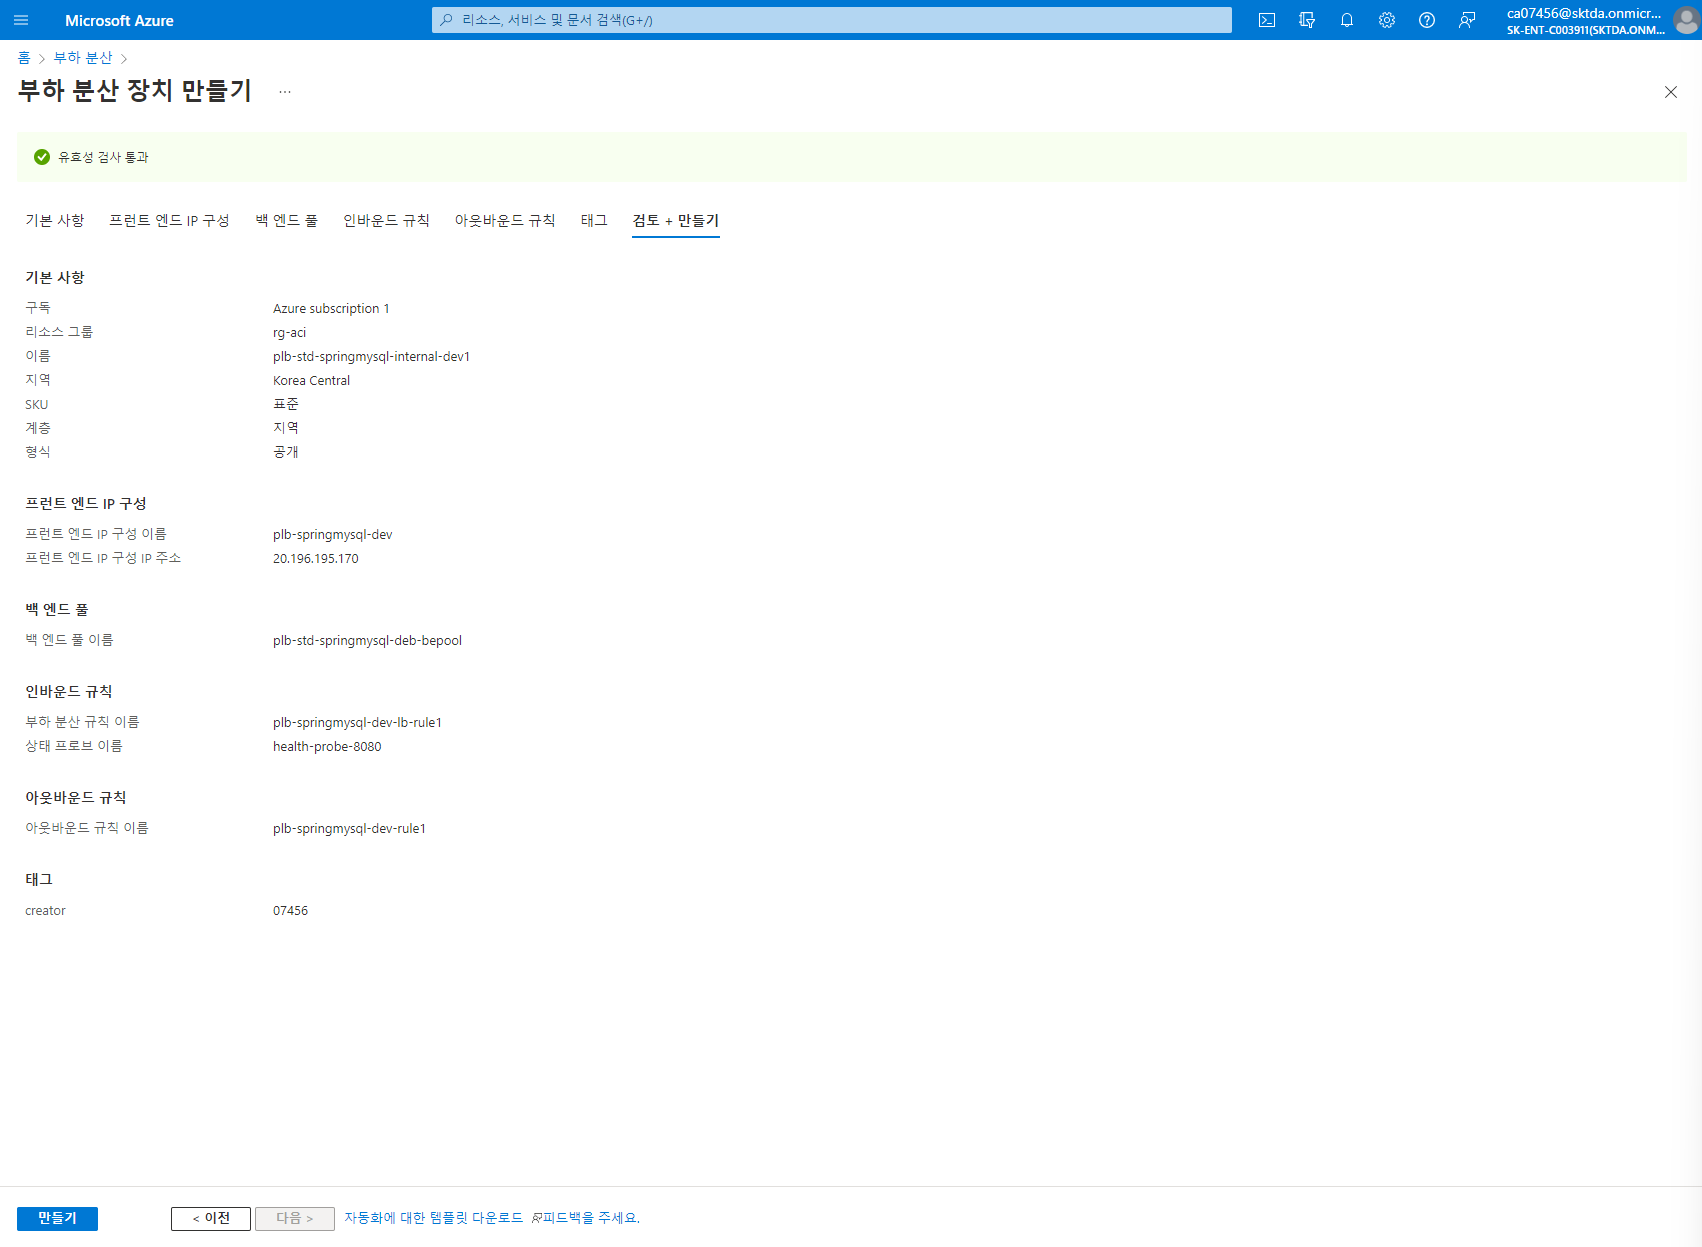 Microsoft Azure
리소스, 서비스 및 문서 검색(G+/)
ca07456@sktda.onmicr...
SK-ENT-C003911(SKTDA.ONM...
홈 > 부하 분산 >
부하 분산 장치 만들기 ...
유효성 검사 통과
기본 사항 프런트 엔드 IP 구성 백 엔드 풀 인바운드 규칙 아웃바운드 규칙 태그 검토 + 만들기
기본 사항
구독 Azure subscription 1
리소스 그룹 rg-aci
이름 plb-std-springmysql-internal-dev1
지역 Korea Central
SKU 표준
계층 지역
형식 공개
프런트 엔드 IP 구성
프런트 엔드 IP 구성 이름 plb-springmysql-dev
프런트 엔드 IP 구성 IP 주소 20.196.195.170
백 엔드 풀
백 엔드 풀 이름 plb-std-springmysql-deb-bepool
인바운드 규칙
부하 분산 규칙 이름 plb-springmysql-dev-lb-rule1
상태 프로브 이름 health-probe-8080
아웃바운드 규칙
아웃바운드 규칙 이름 plb-springmysql-dev-rule1
태그
creator 07456
만들기 < 이전 다음 > 자동화에 대한 템플릿 다운로드 피드백을 주세요.